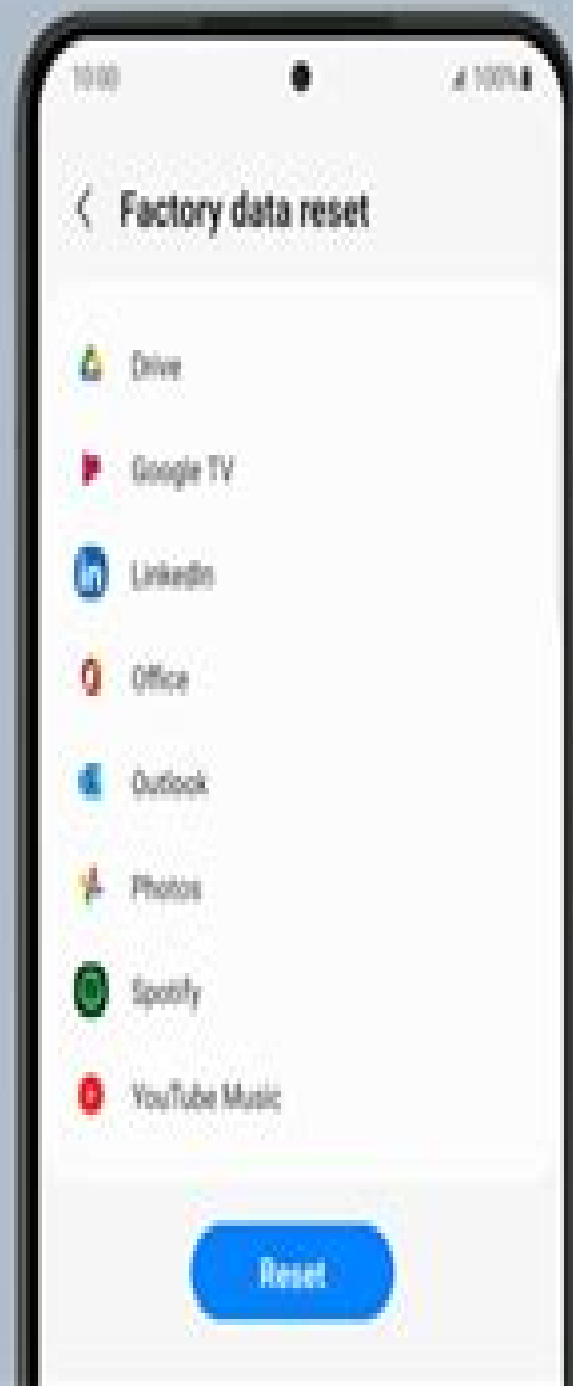 10:00
100%
Factory data reset
Drive
Google TV
LinkedIn
Office
Outlook
Photos
Spotify
YouTube Music
Reset